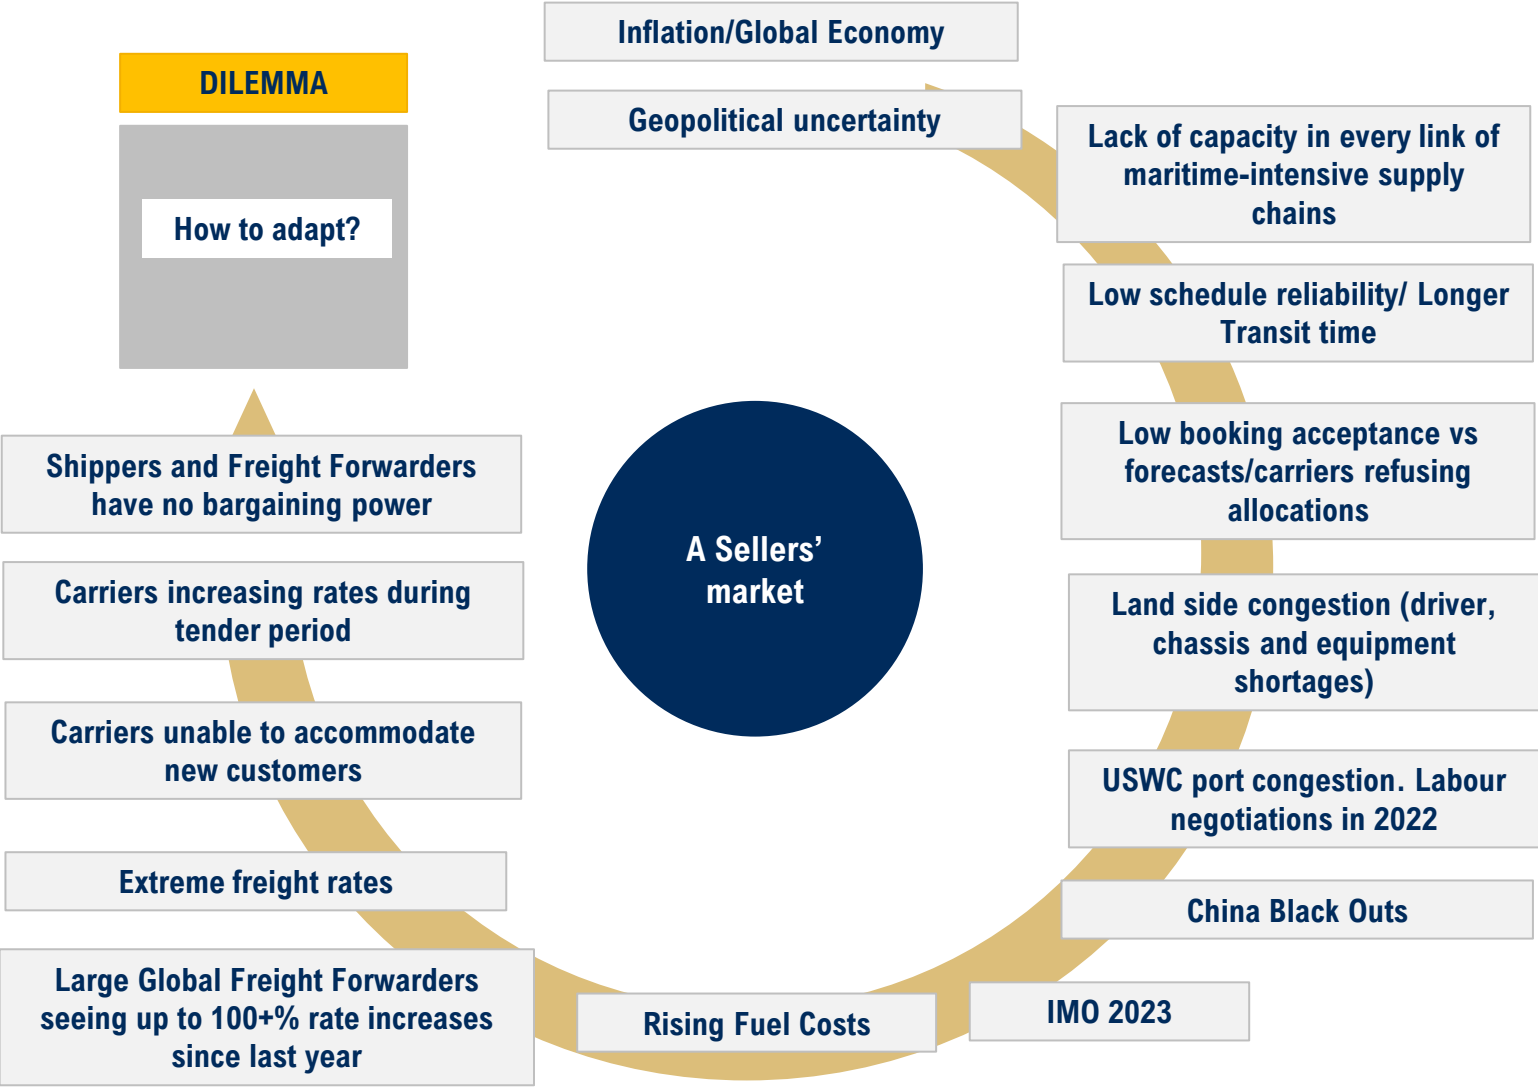 Inflation/Global Economy
DILEMMA
Geopolitical uncertainty
How to adapt?
Lack of capacity in every link of
maritime-intensive supply
chains
Low schedule reliability/ Longer
Transit time
Low booking acceptance vs
forecasts/carriers refusing
allocations
Land side congestion (driver,
chassis and equipment
shortages)
USWC port congestion. Labour
negotiations in 2022
China Black Outs
IMO 2023
Rising Fuel Costs
Large Global Freight Forwarders
seeing up to 100+% rate increases
since last year
Extreme freight rates
Carriers unable to accommodate
new customers
Carriers increasing rates during
tender period
Shippers and Freight Forwarders
have no bargaining power
A Sellers’
market